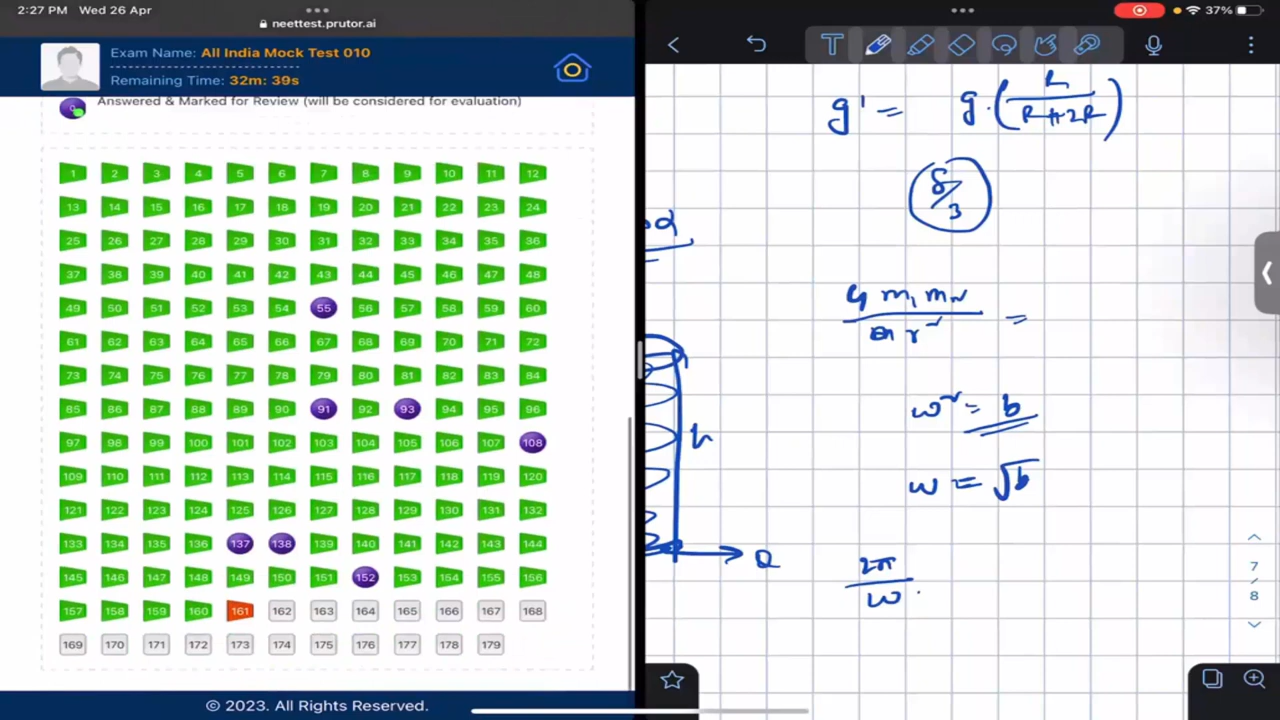 2:27 PM Wed 26 Apr
neettest.prutor.ai
Exam Name: All India Mock Test 010
Remaining Time: 32m: 39s
Answered & Marked for Review (will be considered for evaluation)
1 2 3 4 5 6 7 8 9 10 11 12
13 14 15 16 17 18 19 20 21 22 23 24
25 26 27 28 29 30 31 32 33 34 35 36
37 38 39 40 41 42 43 44 45 46 47 48
49 50 51 52 53 54 55 56 57 58 59 60
61 62 63 64 65 66 67 68 69 70 71 72
73 74 75 76 77 78 79 80 81 82 83 84
85 86 87 88 89 90 91 92 93 94 95 96
97 98 99 100 101 102 103 104 105 106 107 108
109 110 111 112 113 114 115 116 117 118 119 120
121 122 123 124 125 126 127 128 129 130 131 132
133 134 135 136 137 138 139 140 141 142 143 144
145 146 147 148 149 150 151 152 153 154 155 156
157 158 159 160 161 162 163 164 165 166 167 168
169 170 171 172 173 174 175 176 177 178 179
© 2023. All Rights Reserved.
37%
T
g' = g.(R/(R+2R))
G m₁ m₂ / r² =
ω² = b
ω = √b
2π/ω
h
7
/
8